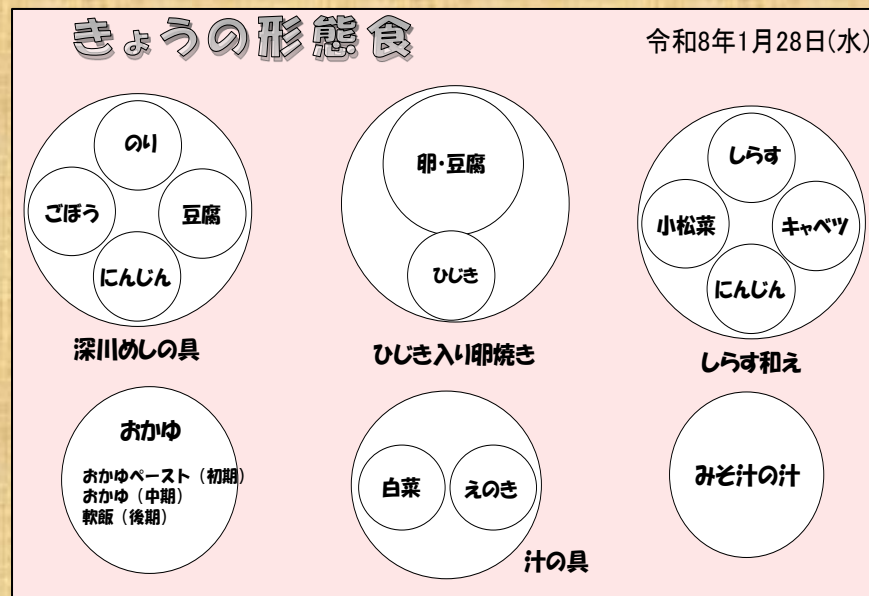 きょうの形態食
令和8年1月28日(水)
のり
ごぼう
豆腐
にんじん
深川めしの具
卵・豆腐
ひじき
ひじき入り卵焼き
しらす
小松菜
キャベツ
にんじん
しらす和え
おかゆ
おかゆペースト（初期）
おかゆ（中期）
軟飯（後期）
白菜
えのき
汁の具
みそ汁の汁